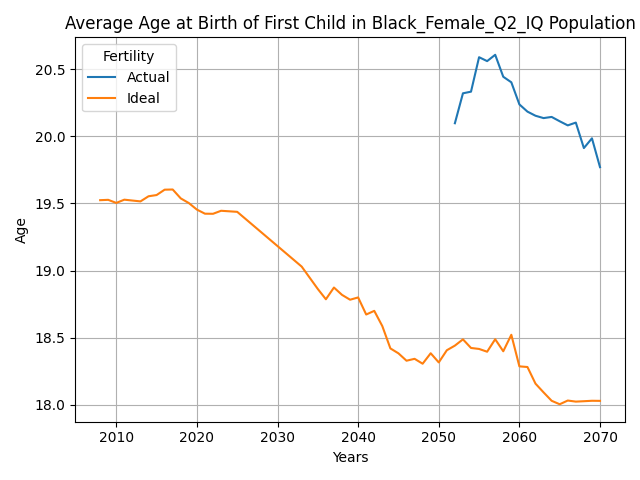 Average Age at Birth of First Child in Black_Female_Q2_IQ Population
Fertility
Actual
Ideal
Age
20.5
20.0
19.5
19.0
18.5
18.0
2010 2020 2030 2040 2050 2060 2070
Years